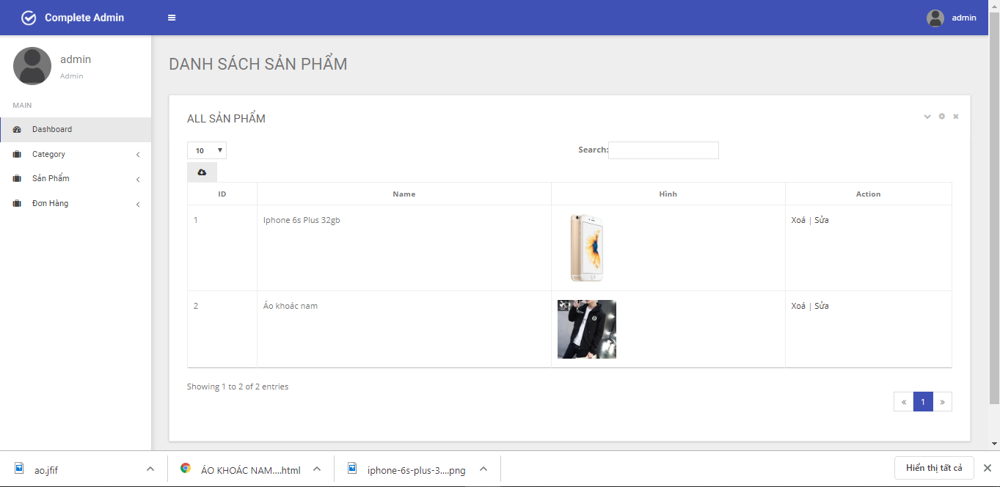 Complete Admin
admin
admin
Admin
MAIN
Dashboard
Category
Sản Phẩm
Đơn Hàng
DANH SÁCH SẢN PHẨM
ALL SẢN PHẨM
10
Search:
ID Name Hình Action
1 Iphone 6s Plus 32gb Xoá | Sửa
2 Áo khoác nam Xoá | Sửa
Showing 1 to 2 of 2 entries
« 1 »
ao.jfif
ÁO KHOÁC NAM....html
iphone-6s-plus-3....png
Hiển thị tất cả